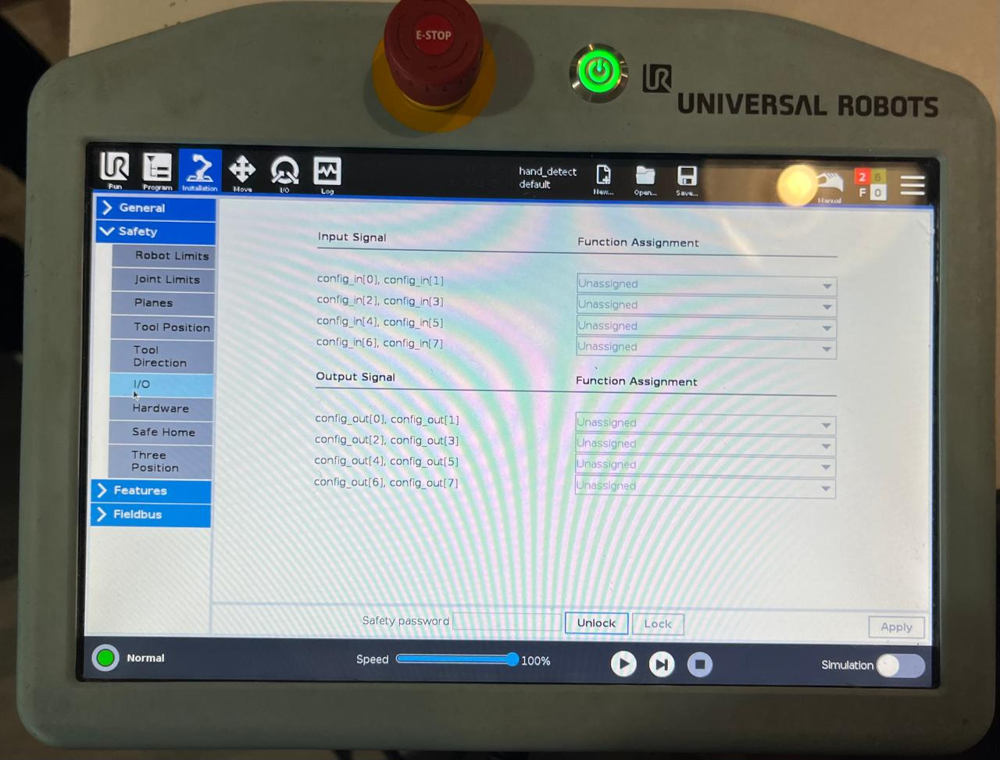 E-STOP
UR
UNIVERSAL ROBOTS
Run
Program
Installation
Move
I/O
Log
hand_detect
default
New...
Open...
Save...
Manual
2 6
F 0
General
Safety
Robot Limits
Joint Limits
Planes
Tool Position
Tool
Direction
I/O
Hardware
Safe Home
Three
Position
Features
Fieldbus
Input Signal Function Assignment
config_in[0], config_in[1] Unassigned
config_in[2], config_in[3] Unassigned
config_in[4], config_in[5] Unassigned
config_in[6], config_in[7] Unassigned
Output Signal Function Assignment
config_out[0], config_out[1] Unassigned
config_out[2], config_out[3] Unassigned
config_out[4], config_out[5] Unassigned
config_out[6], config_out[7] Unassigned
Safety password Unlock Lock Apply
Normal Speed 100% Simulation